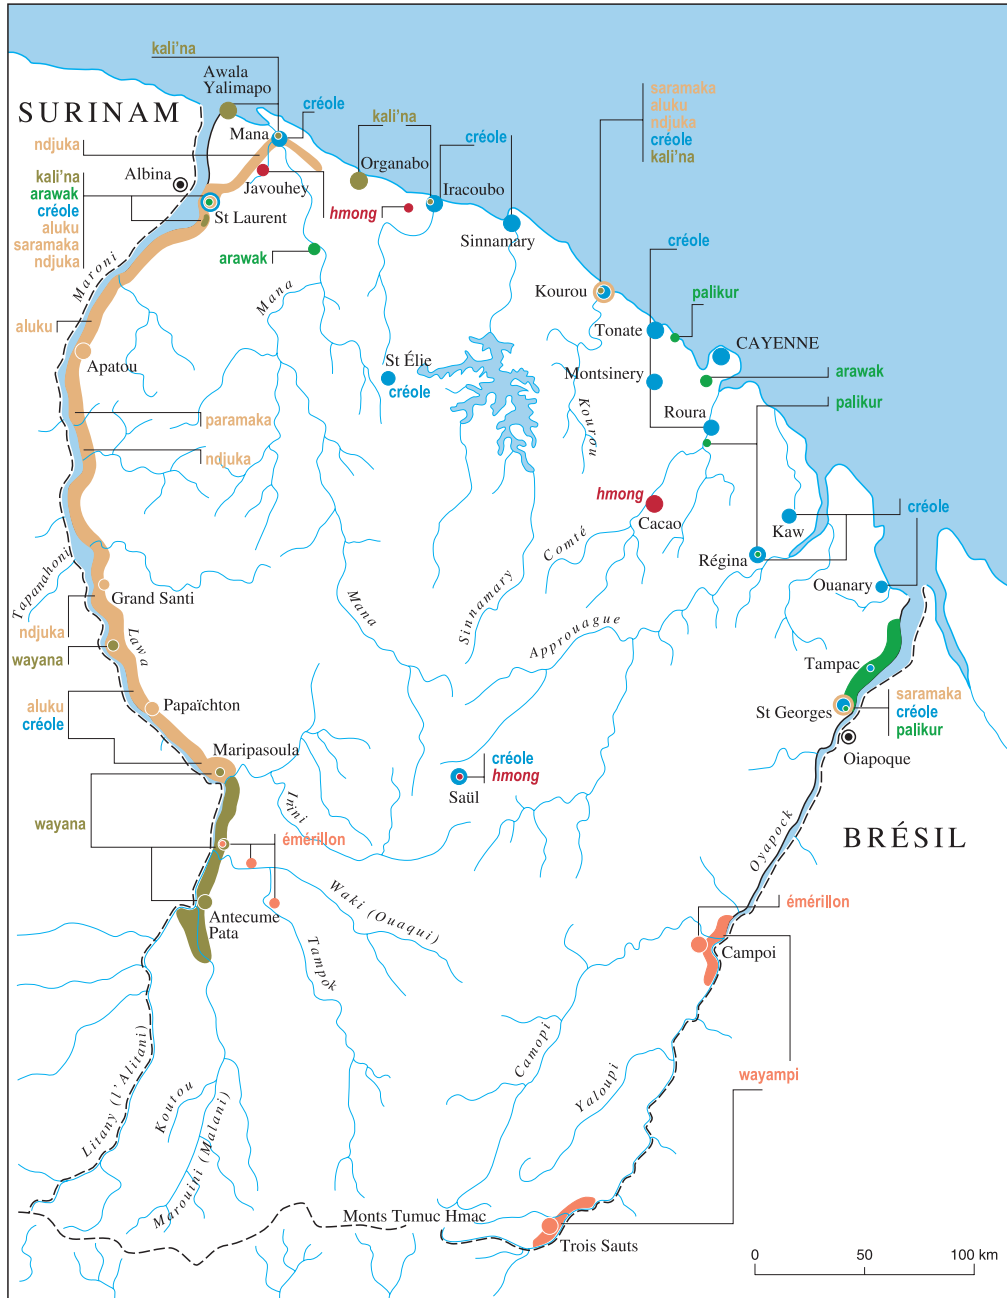 kali'na
Awala
Yalimapo
SURINAM
créole
saramaka
aluku
ndjuka
créole
kali'na
kali'na
créole
Mana
ndjuka
Organabo
Albina
Javouhey
Iracoubo
kali'na
arawak
créole
aluku
saramaka
ndjuka
hmong
St Laurent
Sinnamary
créole
arawak
Maroni
Mana
palikur
Kourou
Tonate
CAYENNE
aluku
Apatou
St Élie
créole
Montsinery
arawak
palikur
Roura
Kourou
paramaka
ndjuka
hmong
Cacao
créole
Kaw
Comté
Régina
Tapanahoni
Grand Santi
Ouanary
Mana
Sinnamary
Approuague
ndjuka
wayana
Lawa
Tampac
aluku
créole
Papaïchton
St Georges
saramaka
créole
palikur
Maripasoula
Oiapoque
créole
hmong
Saül
Inini
wayana
émérillon
Oyapock
BRÉSIL
Waki (Ouaqui)
émérillon
Antecume
Pata
Tampok
Campoi
Camopi
wayampi
Yaloupi
Litany (l'Alitani)
Koutou
Marouini (Malani)
Monts Tumuc Hmac
Trois Sauts
0 50 100 km